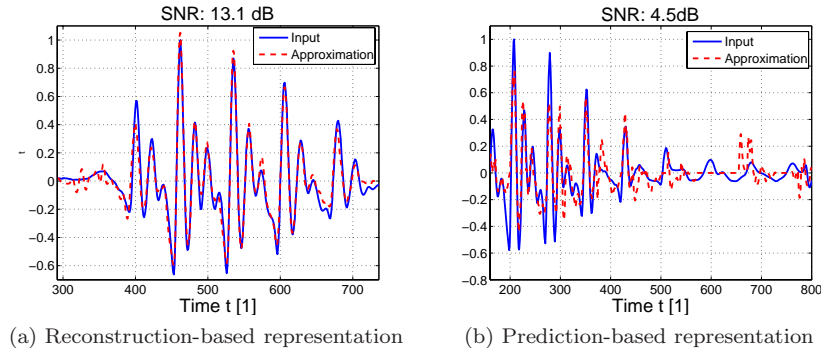 SNR: 13.1 dB
Input
Approximation
1
0.8
0.6
0.4
0.2
0
-0.2
-0.4
-0.6
t
300 400 500 600 700
Time t [1]
(a) Reconstruction-based representation
SNR: 4.5dB
Input
Approximation
1
0.8
0.6
0.4
0.2
0
-0.2
-0.4
-0.6
-0.8
200 300 400 500 600 700 800
Time t [1]
(b) Prediction-based representation